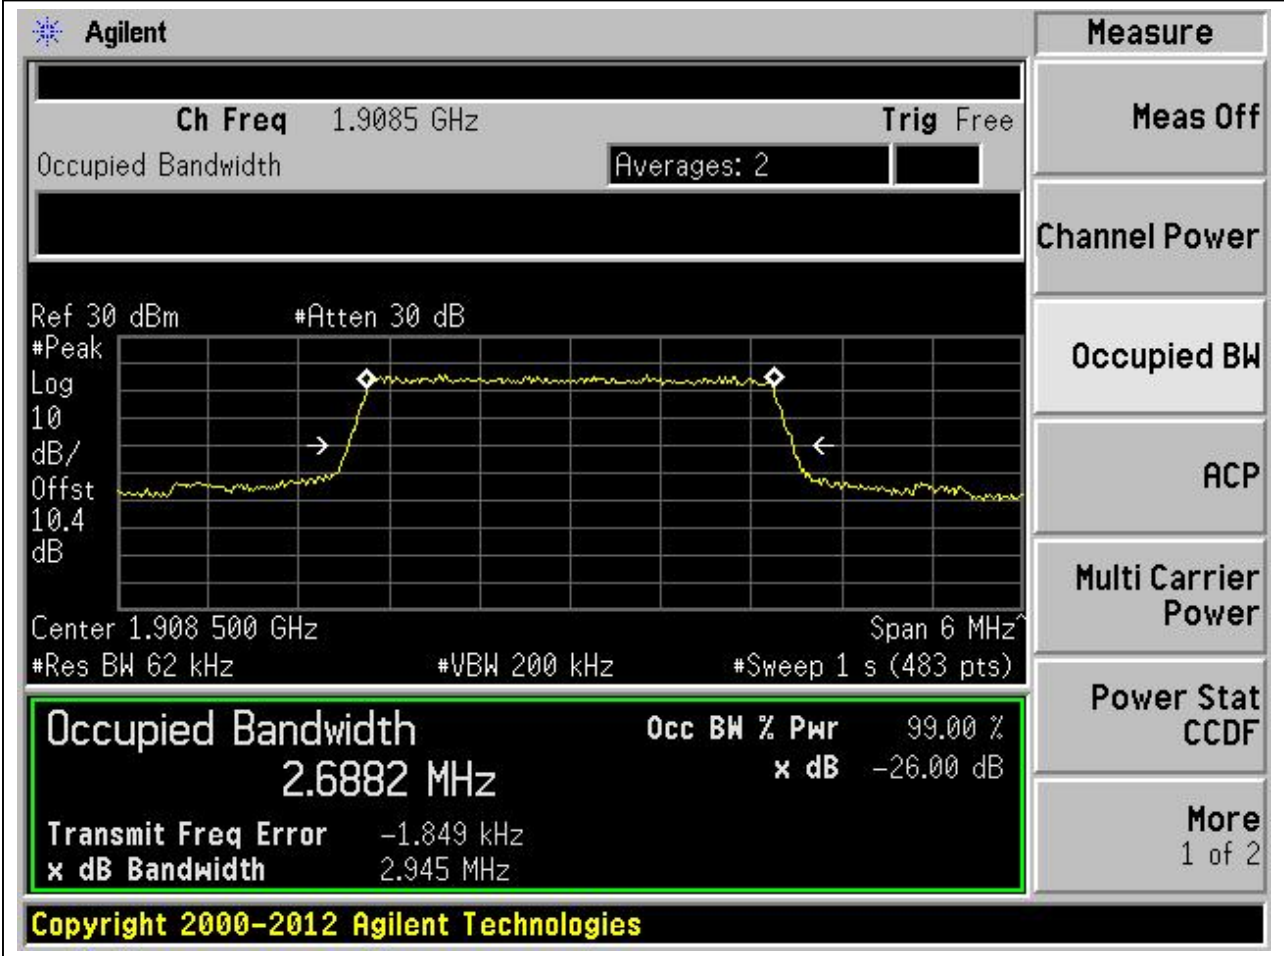 Agilent
Measure
Ch Freq 1.9085 GHz Trig Free
Occupied Bandwidth Averages: 2
Meas Off
Channel Power
Occupied BW
ACP
Multi Carrier
Power
Power Stat
CCDF
More
1 of 2
Ref 30 dBm #Atten 30 dB
#Peak
Log
10
dB/
Offst
10.4
dB
Center 1.908 500 GHz Span 6 MHz^
#Res BW 62 kHz #VBW 200 kHz #Sweep 1 s (483 pts)
Occupied Bandwidth Occ BW % Pwr 99.00 %
2.6882 MHz x dB -26.00 dB
Transmit Freq Error -1.849 kHz
x dB Bandwidth 2.945 MHz
Copyright 2000-2012 Agilent Technologies